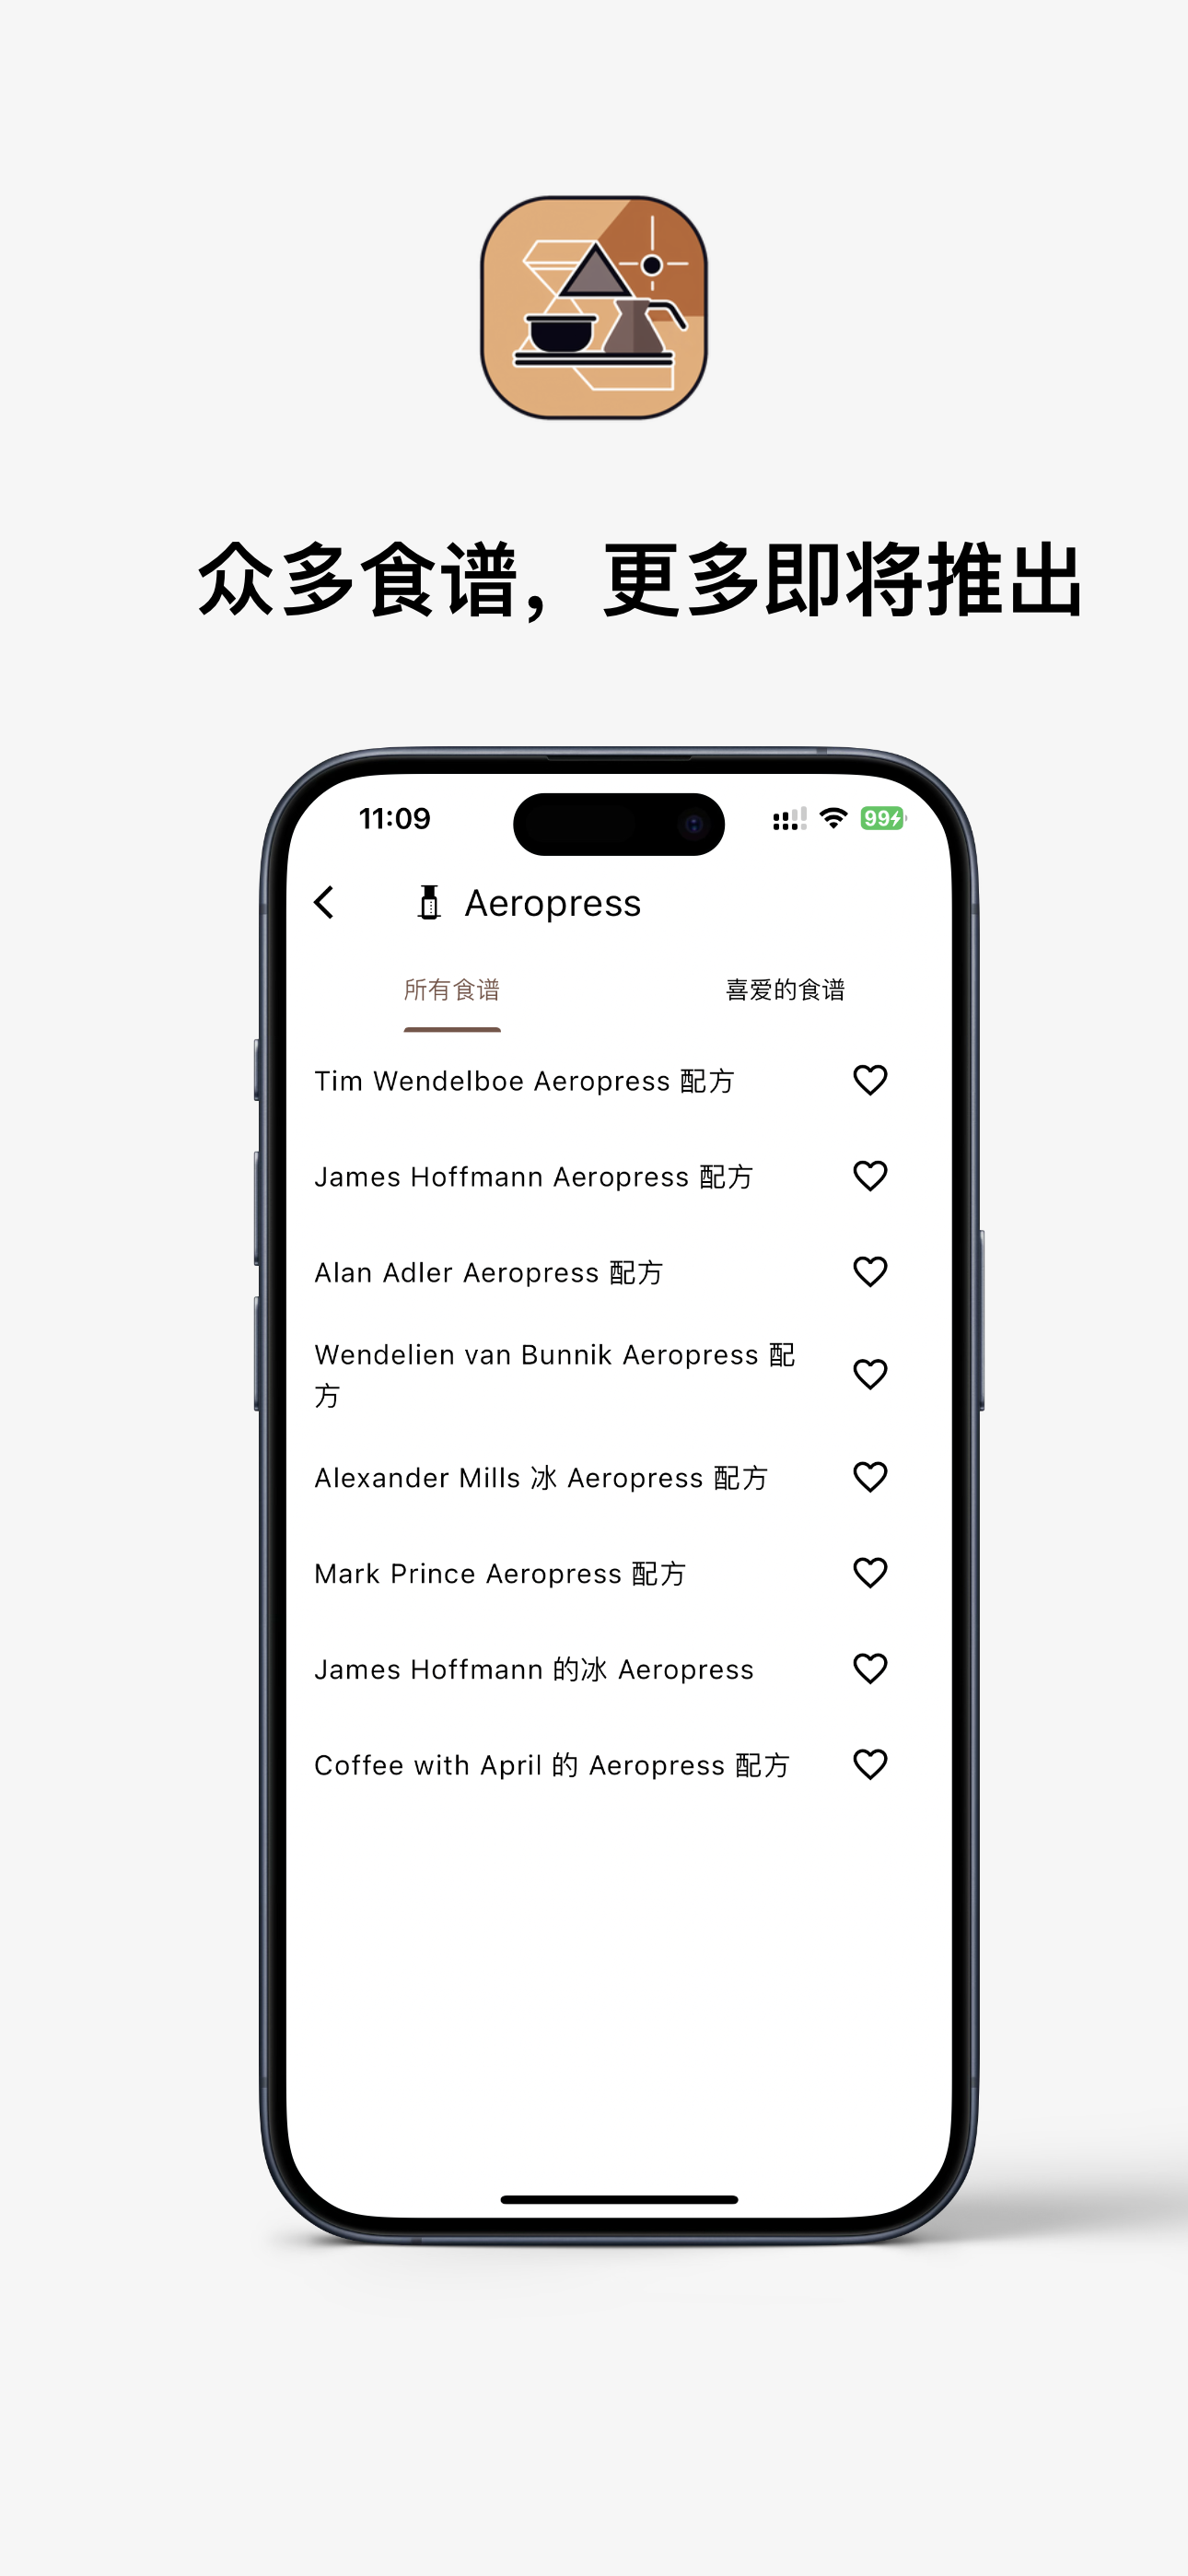 众多食谱，更多即将推出
11:09
99
Aeropress
所有食谱
喜爱的食谱
Tim Wendelboe Aeropress 配方
James Hoffmann Aeropress 配方
Alan Adler Aeropress 配方
Wendelien van Bunnik Aeropress 配
方
Alexander Mills 冰 Aeropress 配方
Mark Prince Aeropress 配方
James Hoffmann 的冰 Aeropress
Coffee with April 的 Aeropress 配方